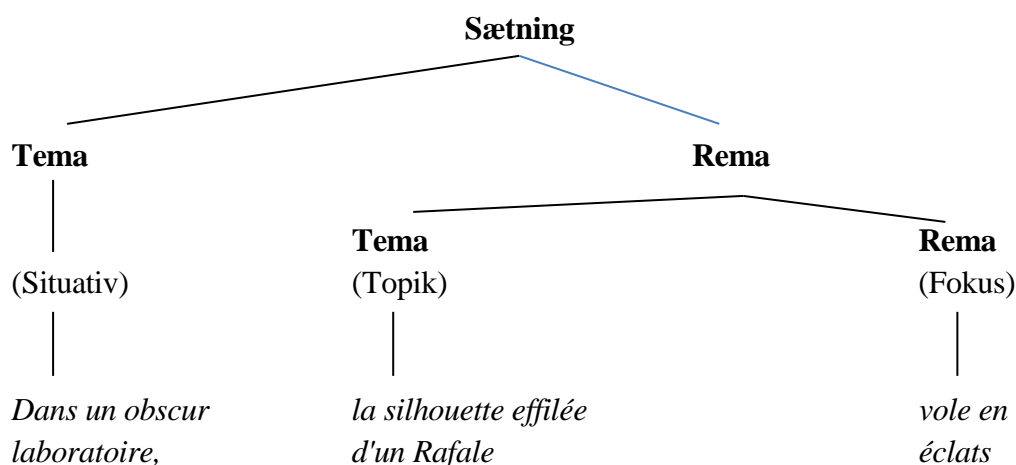 Sætning
Tema Rema
Tema Rema
(Situativ) (Topik) (Fokus)
Dans un obscur la silhouette effilée vole en
laboratoire, d'un Rafale éclats